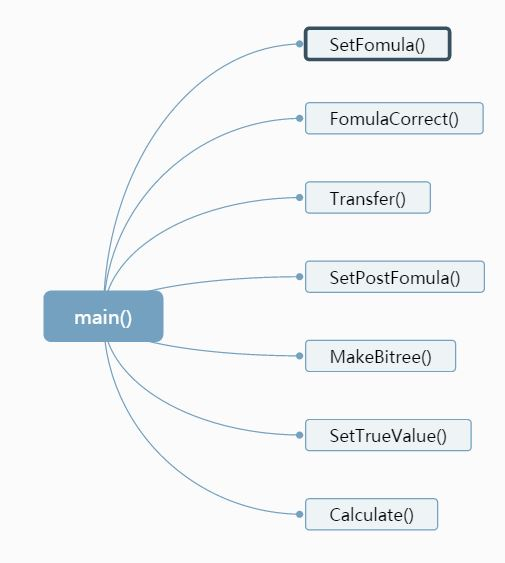 SetFomula()
FomulaCorrect()
Transfer()
SetPostFomula()
main()
MakeBitree()
SetTrueValue()
Calculate()